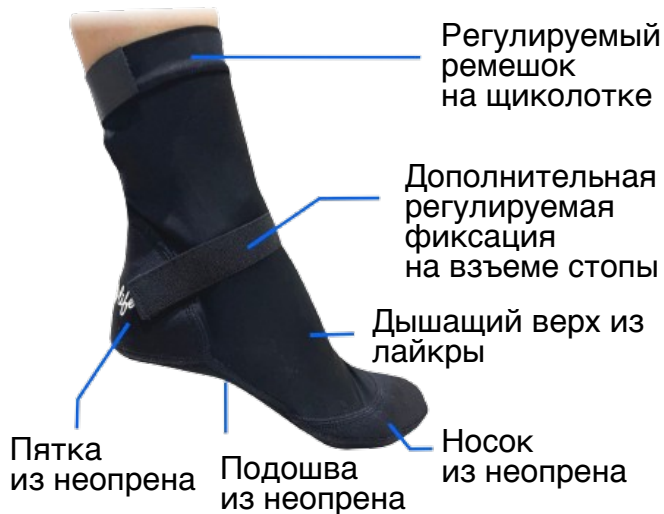 Регулируемый
ремешок
на щиколотке
Дополнительная
регулируемая
фиксация
на взъеме стопы
life
Дышащий верх из
лайкры
Пятка
из неопрена
Подошва
из неопрена
Носок
из неопрена